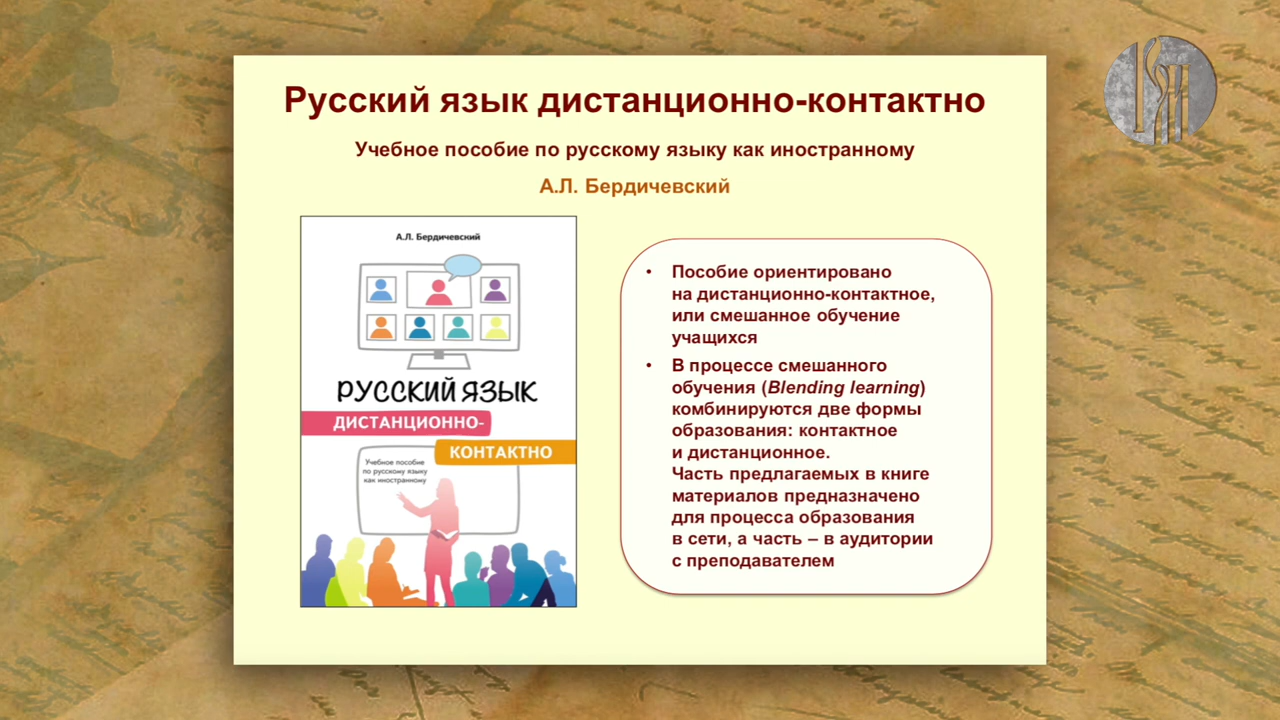 Русский язык дистанционно-контактно
Учебное пособие по русскому языку как иностранному
А.Л. Бердичевский
А.Л. Бердичевский
РУССКИЙ ЯЗЫК
ДИСТАНЦИОННО-
КОНТАКТНО
Учебное пособие
по русскому языку
как иностранному
• Пособие ориентировано
на дистанционно-контактное,
или смешанное обучение
учащихся
• В процессе смешанного
обучения (Blending learning)
комбинируются две формы
образования: контактное
и дистанционное.
Часть предлагаемых в книге
материалов предназначено
для процесса образования
в сети, а часть – в аудитории
с преподавателем